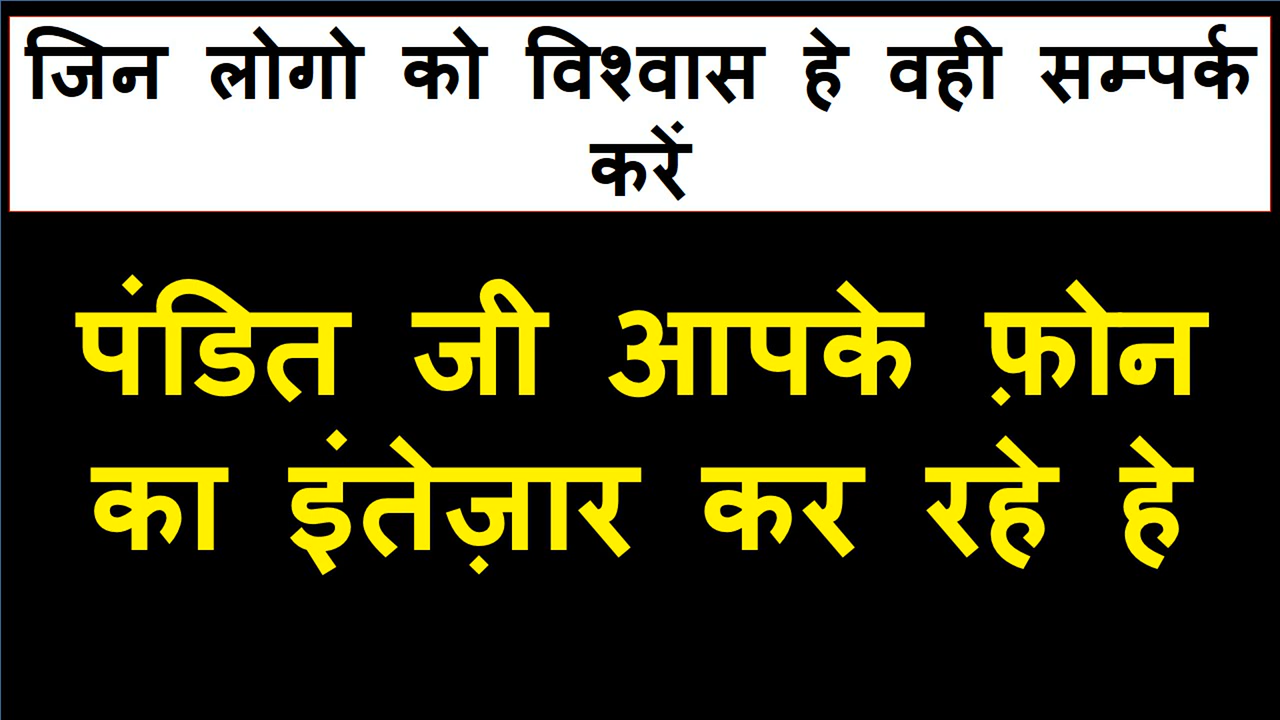 जिन लोगो को विश्वास हे वही सम्पर्क
करें
पंडित जी आपके फ़ोन
का इंतेज़ार कर रहे हे